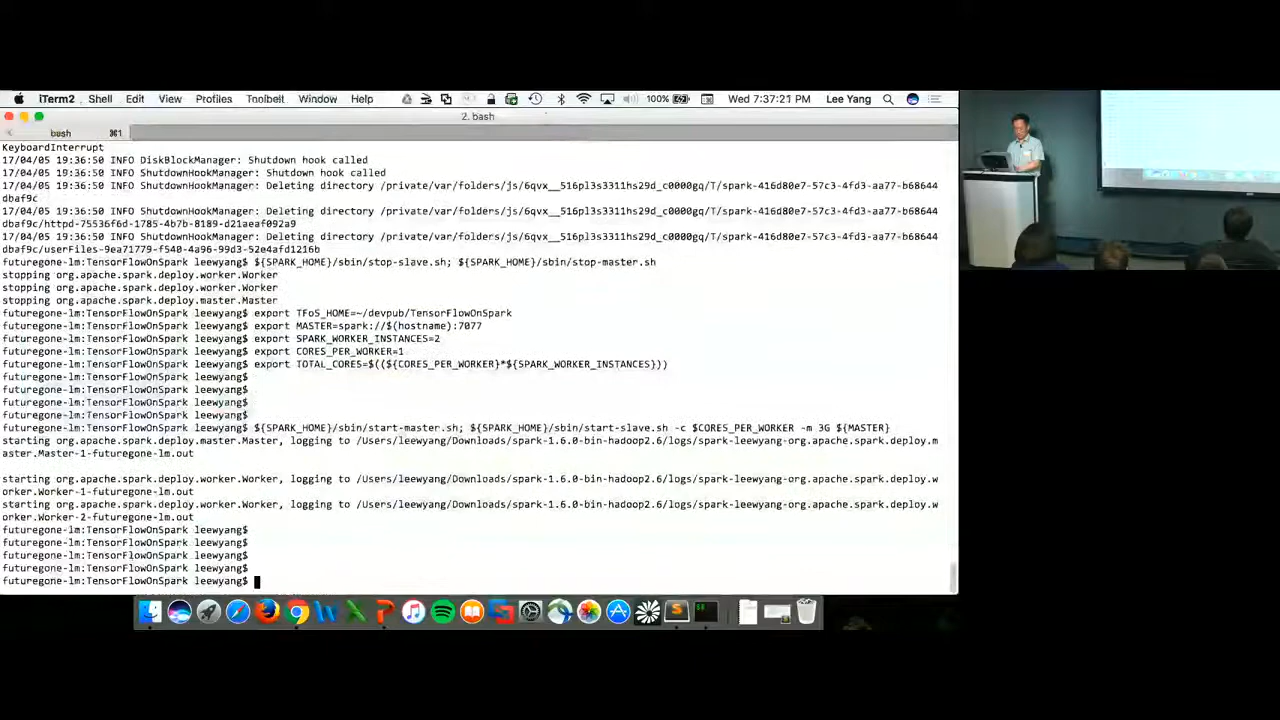 iTerm2 Shell Edit View Profiles Toolbelt Window Help 100% Wed 7:37:21 PM Lee Yang
2. bash
bash ⌘1
KeyboardInterrupt
17/04/05 19:36:50 INFO DiskBlockManager: Shutdown hook called
17/04/05 19:36:50 INFO ShutdownHookManager: Shutdown hook called
17/04/05 19:36:50 INFO ShutdownHookManager: Deleting directory /private/var/folders/js/6qvx__516pl3s3311hs29d_c0000gq/T/spark-416d80e7-57c3-4fd3-aa77-b68644
dbaf9c
17/04/05 19:36:50 INFO ShutdownHookManager: Deleting directory /private/var/folders/js/6qvx__516pl3s3311hs29d_c0000gq/T/spark-416d80e7-57c3-4fd3-aa77-b68644
dbaf9c/httpd-75536f6d-1785-4b7b-8189-d21aeaf092a9
17/04/05 19:36:50 INFO ShutdownHookManager: Deleting directory /private/var/folders/js/6qvx__516pl3s3311hs29d_c0000gq/T/spark-416d80e7-57c3-4fd3-aa77-b68644
dbaf9c/userFiles-9ea71779-f540-4a96-99d3-52e4afd1216b
futuregone-lm:TensorFlowOnSpark leewyang$ ${SPARK_HOME}/sbin/stop-slave.sh; ${SPARK_HOME}/sbin/stop-master.sh
stopping org.apache.spark.deploy.worker.Worker
stopping org.apache.spark.deploy.worker.Worker
stopping org.apache.spark.deploy.master.Master
futuregone-lm:TensorFlowOnSpark leewyang$ export TFoS_HOME=~/devpub/TensorFlowOnSpark
futuregone-lm:TensorFlowOnSpark leewyang$ export MASTER=spark://$(hostname):7077
futuregone-lm:TensorFlowOnSpark leewyang$ export SPARK_WORKER_INSTANCES=2
futuregone-lm:TensorFlowOnSpark leewyang$ export CORES_PER_WORKER=1
futuregone-lm:TensorFlowOnSpark leewyang$ export TOTAL_CORES=$((${CORES_PER_WORKER}*${SPARK_WORKER_INSTANCES}))
futuregone-lm:TensorFlowOnSpark leewyang$
futuregone-lm:TensorFlowOnSpark leewyang$
futuregone-lm:TensorFlowOnSpark leewyang$
futuregone-lm:TensorFlowOnSpark leewyang$
futuregone-lm:TensorFlowOnSpark leewyang$ ${SPARK_HOME}/sbin/start-master.sh; ${SPARK_HOME}/sbin/start-slave.sh -c $CORES_PER_WORKER -m 3G ${MASTER}
starting org.apache.spark.deploy.master.Master, logging to /Users/leewyang/Downloads/spark-1.6.0-bin-hadoop2.6/logs/spark-leewyang-org.apache.spark.deploy.m
aster.Master-1-futuregone-lm.out
starting org.apache.spark.deploy.worker.Worker, logging to /Users/leewyang/Downloads/spark-1.6.0-bin-hadoop2.6/logs/spark-leewyang-org.apache.spark.deploy.w
orker.Worker-1-futuregone-lm.out
starting org.apache.spark.deploy.worker.Worker, logging to /Users/leewyang/Downloads/spark-1.6.0-bin-hadoop2.6/logs/spark-leewyang-org.apache.spark.deploy.w
orker.Worker-2-futuregone-lm.out
futuregone-lm:TensorFlowOnSpark leewyang$
futuregone-lm:TensorFlowOnSpark leewyang$
futuregone-lm:TensorFlowOnSpark leewyang$
futuregone-lm:TensorFlowOnSpark leewyang$
futuregone-lm:TensorFlowOnSpark leewyang$